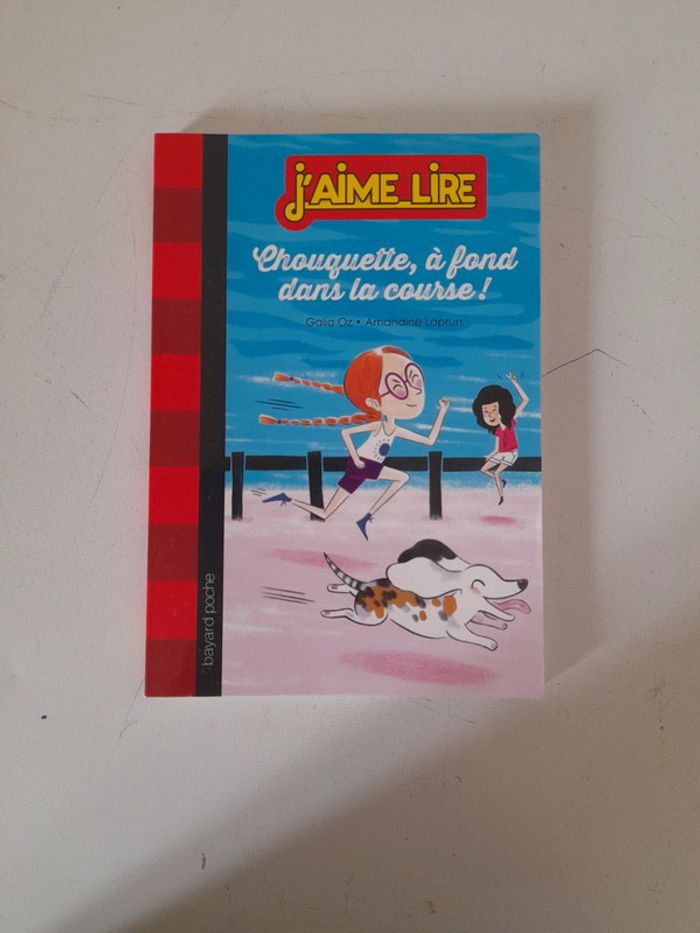 J'AIME LIRE
Chouquette, à fond
dans la course !
Galia Oz • Amandine Laprun
bayard poche